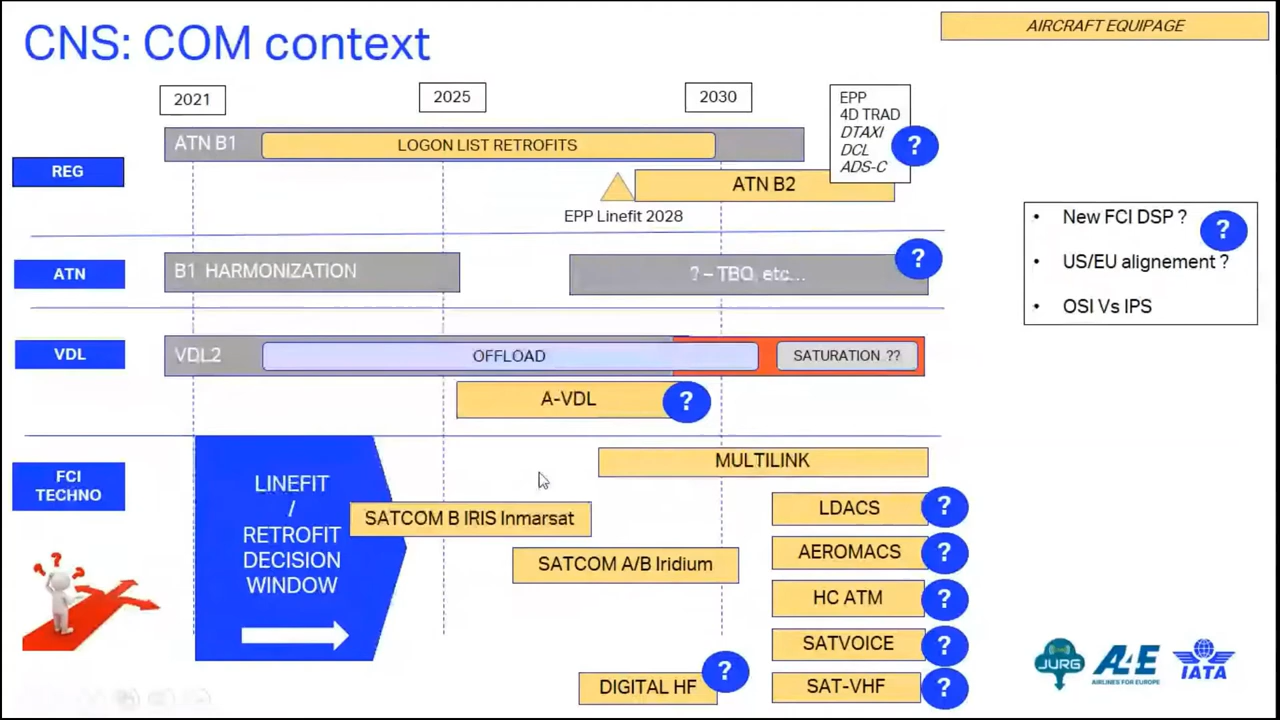 CNS: COM context
AIRCRAFT EQUIPAGE
2021
2025
2030
EPP
4D TRAD
DTAXI
DCL
ADS-C
?
REG
ATN B1
LOGON LIST RETROFITS
ATN B2
EPP Linefit 2028
ATN
B1 HARMONIZATION
? – TBO, etc...
?
• New FCI DSP ?
• US/EU alignement ?
• OSI Vs IPS
?
VDL
VDL2
OFFLOAD
SATURATION ??
A-VDL
?
FCI
TECHNO
LINEFIT
/
RETROFIT
DECISION
WINDOW
MULTILINK
SATCOM B IRIS Inmarsat
SATCOM A/B Iridium
LDACS
?
AEROMACS
?
HC ATM
?
SATVOICE
?
DIGITAL HF
?
SAT-VHF
?
? ? ?
JURG
A4E
AIRLINES FOR EUROPE
IATA